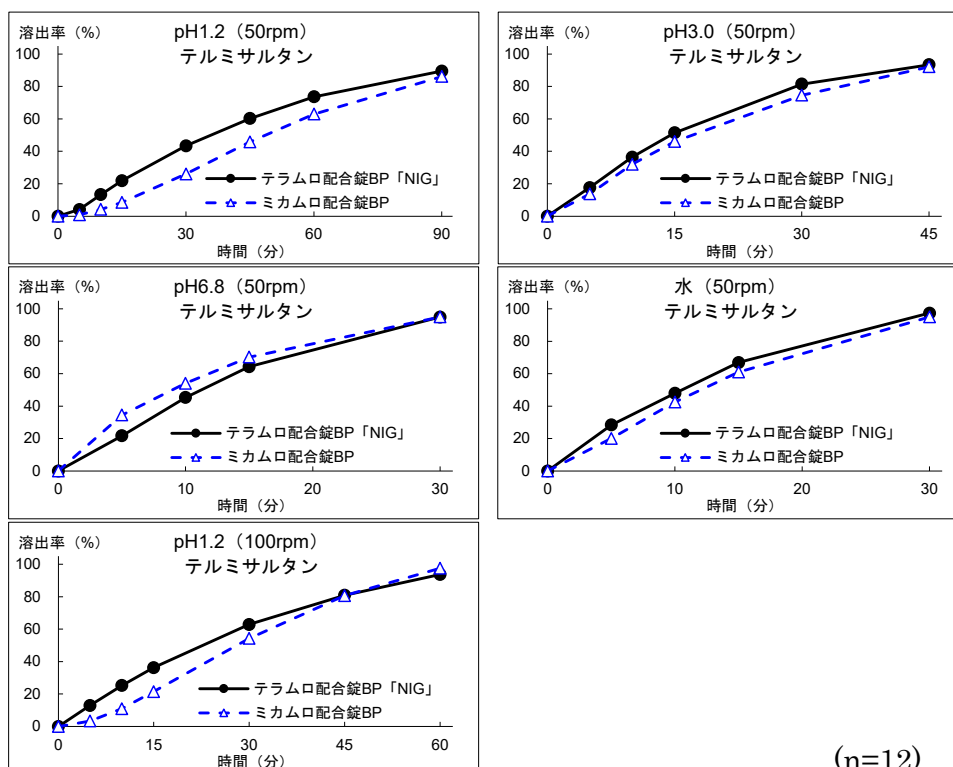 溶出率（%） pH1.2（50rpm）
テルミサルタン
100
80
60
40
20
0
テラムロ配合錠BP「NIG」
ミカムロ配合錠BP
0 30 60 90
時間（分）
溶出率（%） pH3.0（50rpm）
テルミサルタン
100
80
60
40
20
0
テラムロ配合錠BP「NIG」
ミカムロ配合錠BP
0 15 30 45
時間（分）
溶出率（%） pH6.8（50rpm）
テルミサルタン
100
80
60
40
20
0
テラムロ配合錠BP「NIG」
ミカムロ配合錠BP
0 10 20 30
時間（分）
溶出率（%） 水（50rpm）
テルミサルタン
100
80
60
40
20
0
テラムロ配合錠BP「NIG」
ミカムロ配合錠BP
0 10 20 30
時間（分）
溶出率（%） pH1.2（100rpm）
テルミサルタン
100
80
60
40
20
0
テラムロ配合錠BP「NIG」
ミカムロ配合錠BP
0 15 30 45 60
時間（分）
(n=12)